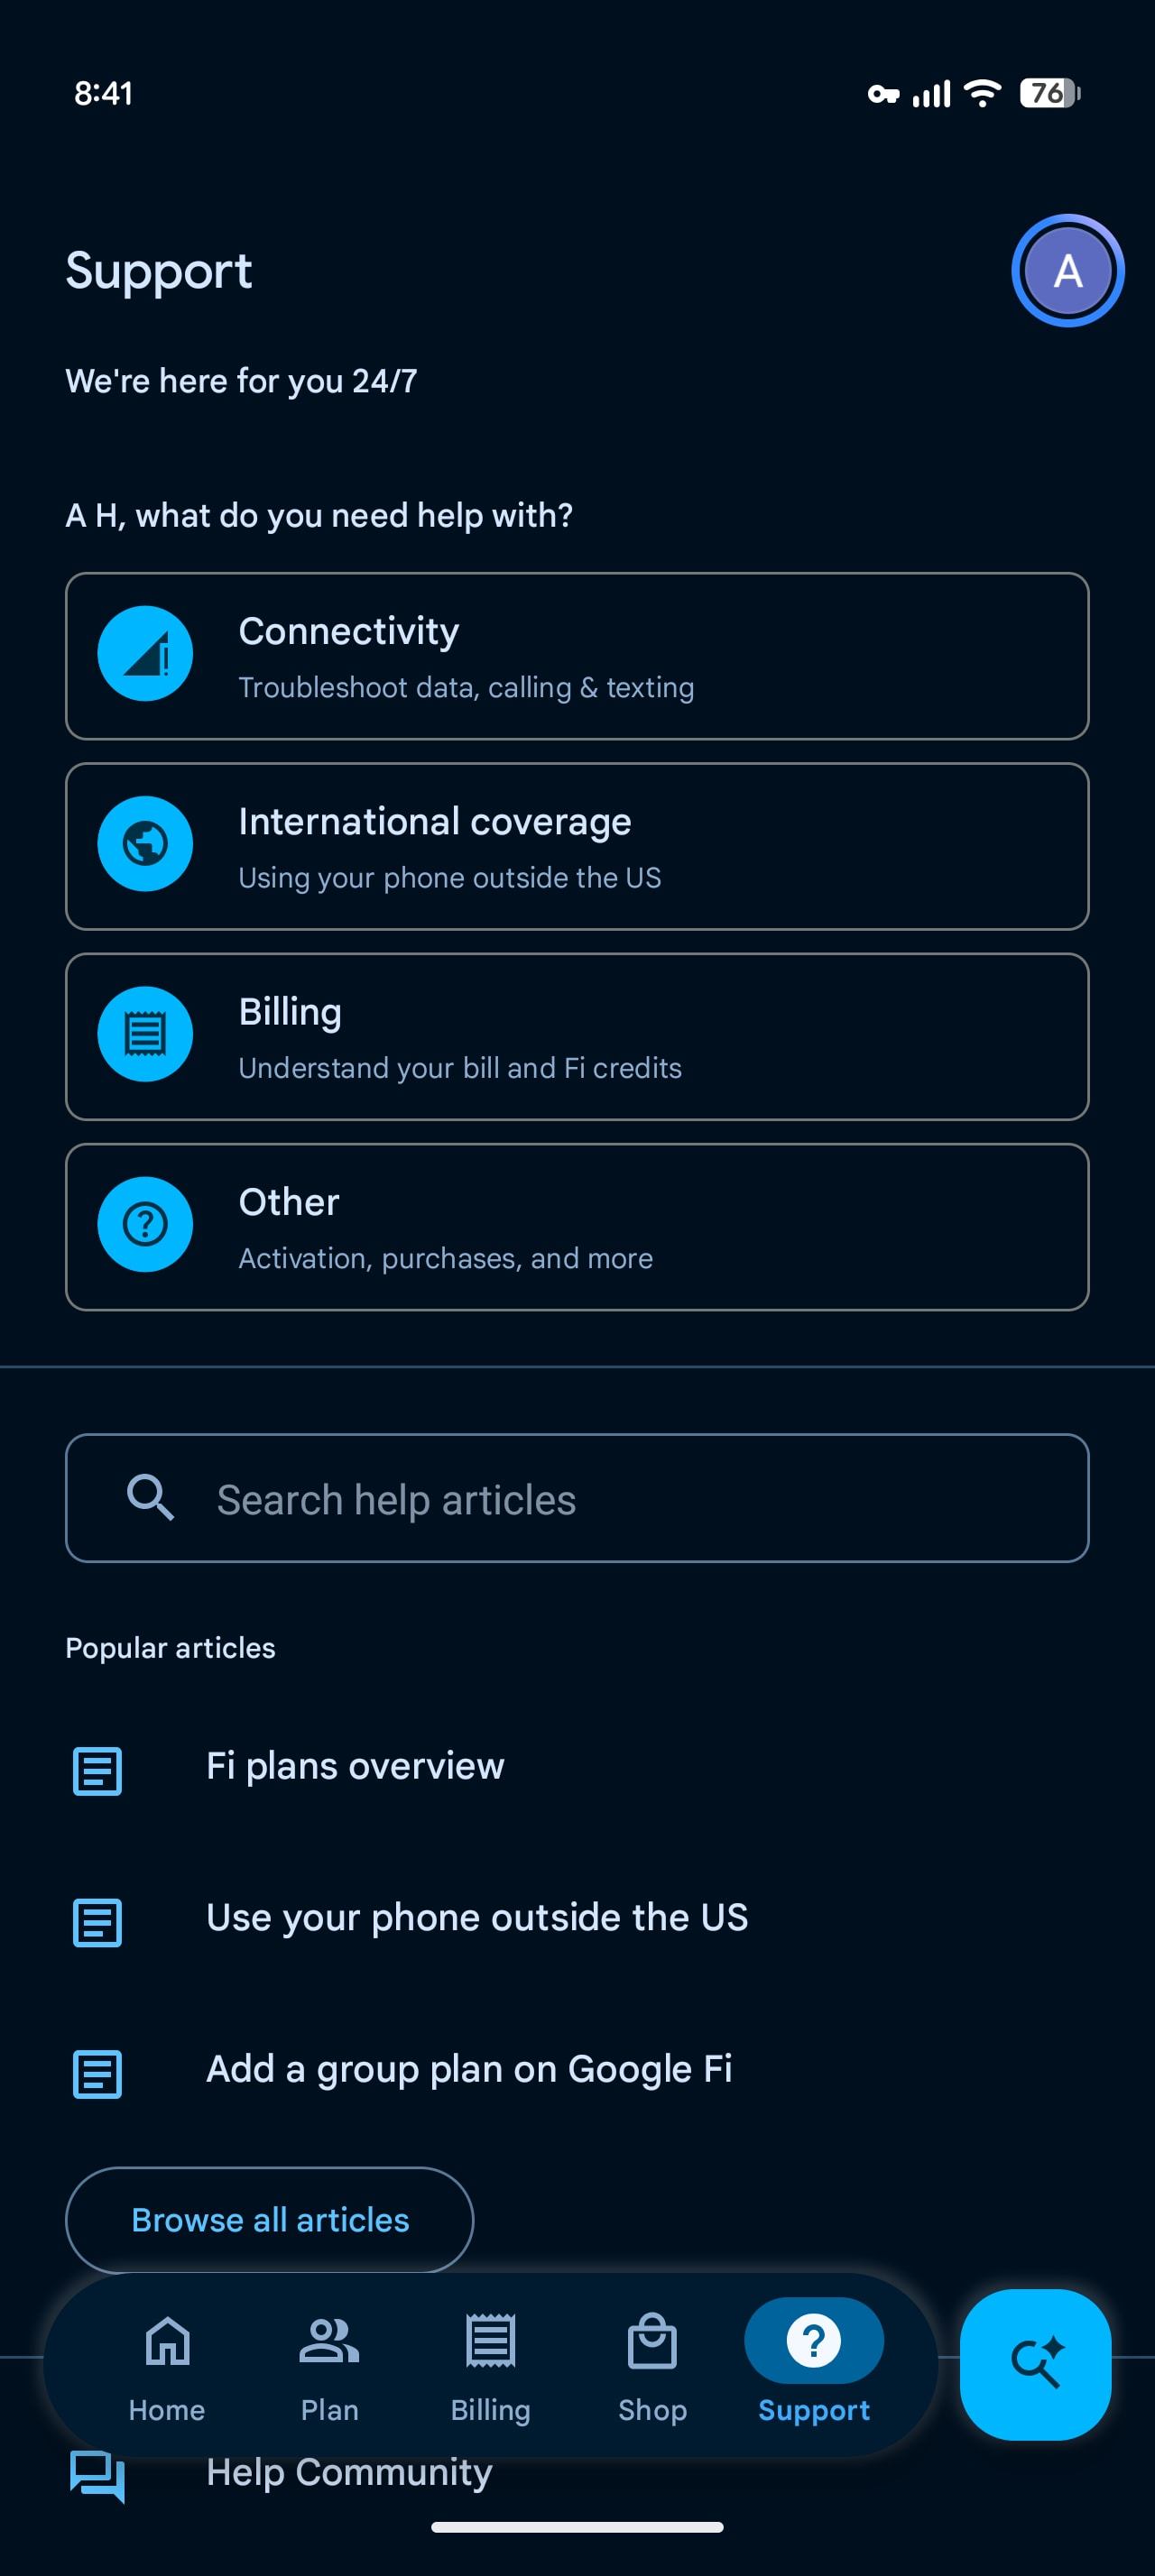 8:41
76
Support
A
We're here for you 24/7
A H, what do you need help with?
Connectivity
Troubleshoot data, calling & texting
International coverage
Using your phone outside the US
Billing
Understand your bill and Fi credits
Other
Activation, purchases, and more
Search help articles
Popular articles
Fi plans overview
Use your phone outside the US
Add a group plan on Google Fi
Browse all articles
Home
Plan
Billing
Shop
Support
Help Community